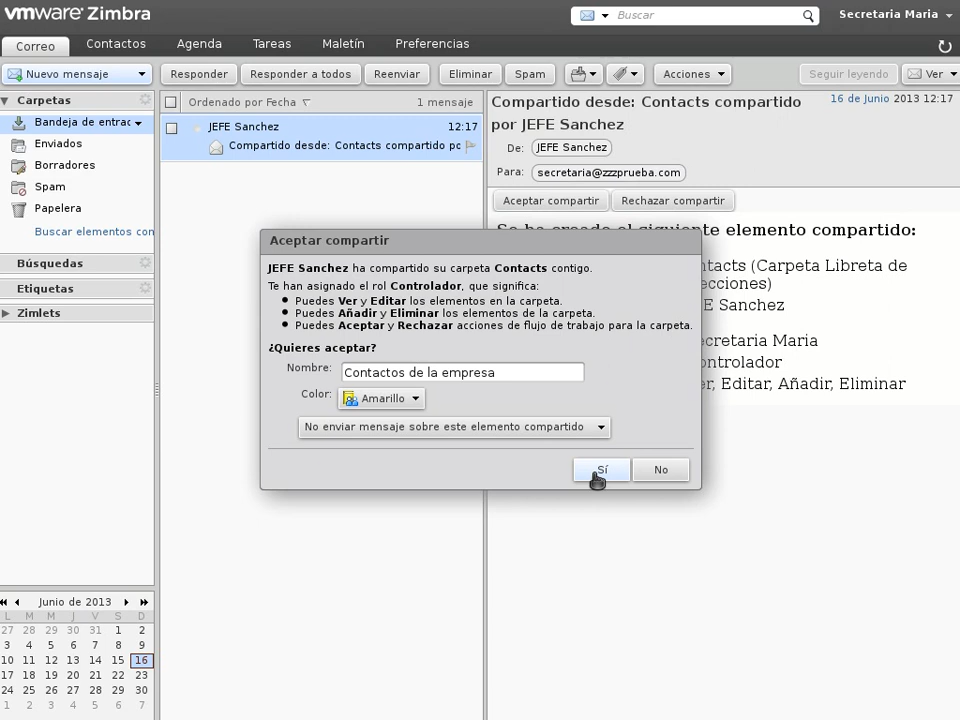 vmware Zimbra
Buscar
Secretaria Maria
Correo
Contactos
Agenda
Tareas
Maletín
Preferencias
Nuevo mensaje
Responder
Responder a todos
Reenviar
Eliminar
Spam
Acciones
Seguir leyendo
Ver
Carpetas
Bandeja de entrac
Enviados
Borradores
Spam
Papelera
Buscar elementos con
Búsquedas
Etiquetas
Zimlets
Ordenado por Fecha
1 mensaje
JEFE Sanchez
12:17
Compartido desde: Contacts compartido po
Compartido desde: Contacts compartido
por JEFE Sanchez
16 de Junio 2013 12:17
De: JEFE Sanchez
Para: secretaria@zzzprueba.com
Aceptar compartir
Rechazar compartir
Se ha creado el siguiente elemento compartido:
ntacts (Carpeta Libreta de
ecciones)
E Sanchez
ecretaria Maria
ontrolador
er, Editar, Añadir, Eliminar
Aceptar compartir
JEFE Sanchez ha compartido su carpeta Contacts contigo.
Te han asignado el rol Controlador, que significa:
Puedes Ver y Editar los elementos en la carpeta.
Puedes Añadir y Eliminar los elementos de la carpeta.
Puedes Aceptar y Rechazar acciones de flujo de trabajo para la carpeta.
¿Quieres aceptar?
Nombre: Contactos de la empresa
Color: Amarillo
No enviar mensaje sobre este elemento compartido
Sí
No
Junio de 2013
L M M J V S D
27 28 29 30 31 1 2
3 4 5 6 7 8 9
10 11 12 13 14 15 16
17 18 19 20 21 22 23
24 25 26 27 28 29 30
1 2 3 4 5 6 7